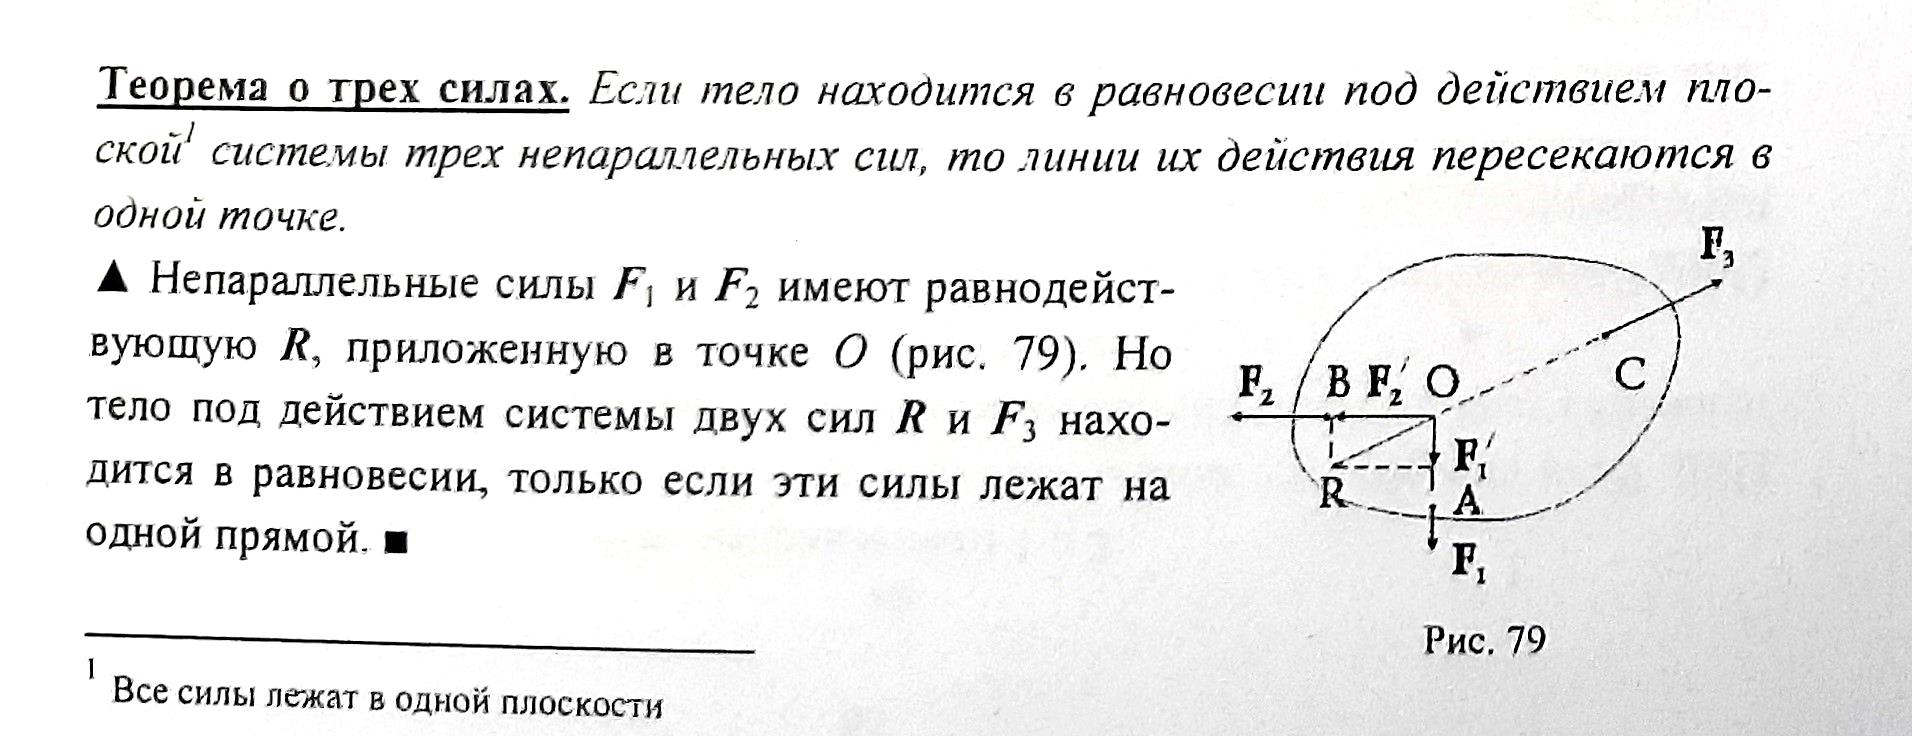 Теорема о трех силах. Если тело находится в равновесии под действием пло-
ской¹ системы трех непараллельных сил, то линии их действия пересекаются в
одной точке.
▲ Непараллельные силы F₁ и F₂ имеют равнодейст-
вующую R, приложенную в точке O (рис. 79). Но
тело под действием системы двух сил R и F₃ нахо-
дится в равновесии, только если эти силы лежат на
одной прямой. ■
F₃
F₂ B F₂′ O C
F₁′
R A
F₁
Рис. 79
¹ Все силы лежат в одной плоскости